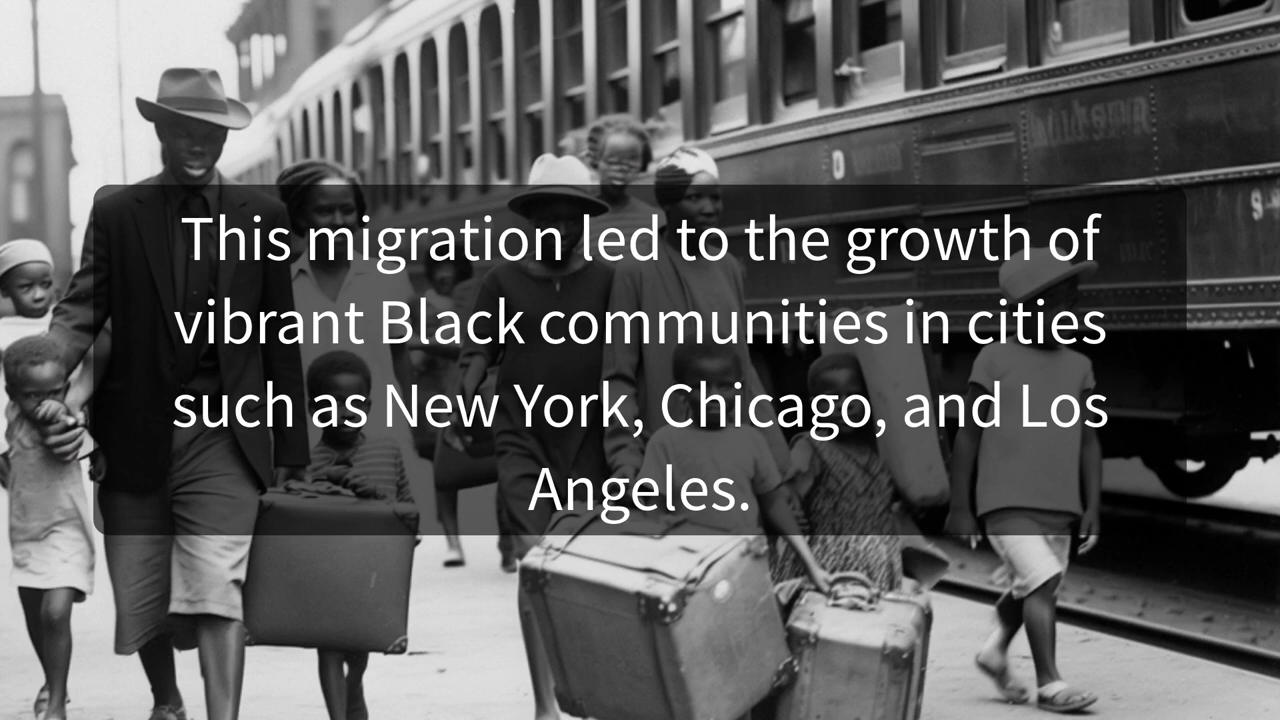 This migration led to the growth of
vibrant Black communities in cities
such as New York, Chicago, and Los
Angeles.